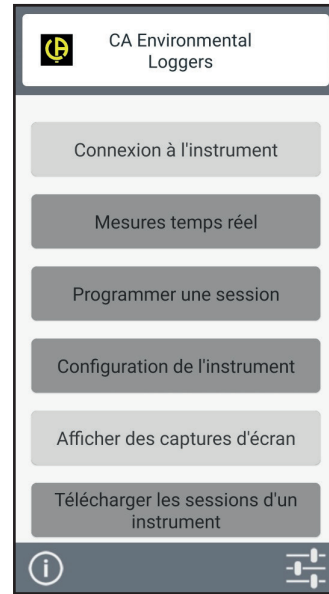 CA Environmental
Loggers
Connexion à l'instrument
Mesures temps réel
Programmer une session
Configuration de l'instrument
Afficher des captures d'écran
Télécharger les sessions d'un
instrument